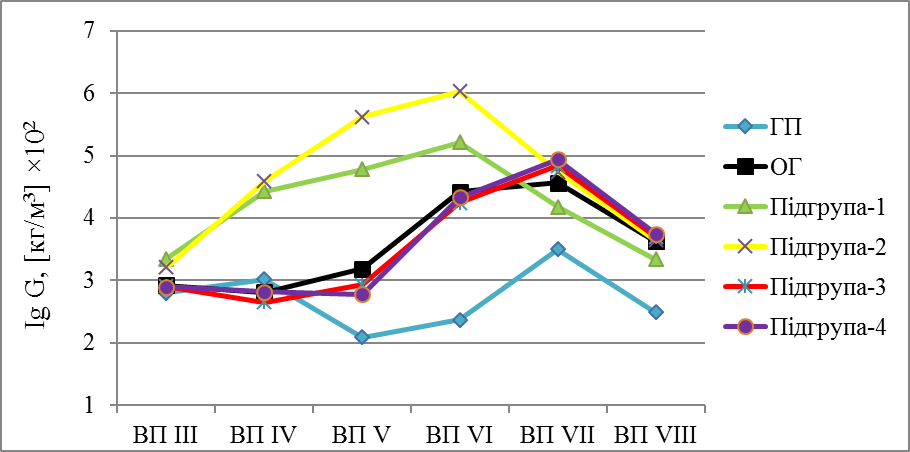 7
6
5
4
3
2
1
Ig G, [кг/м³] ×10²
ВП III ВП IV ВП V ВП VI ВП VII ВП VIII
ГП
ОГ
Підгрупа-1
Підгрупа-2
Підгрупа-3
Підгрупа-4